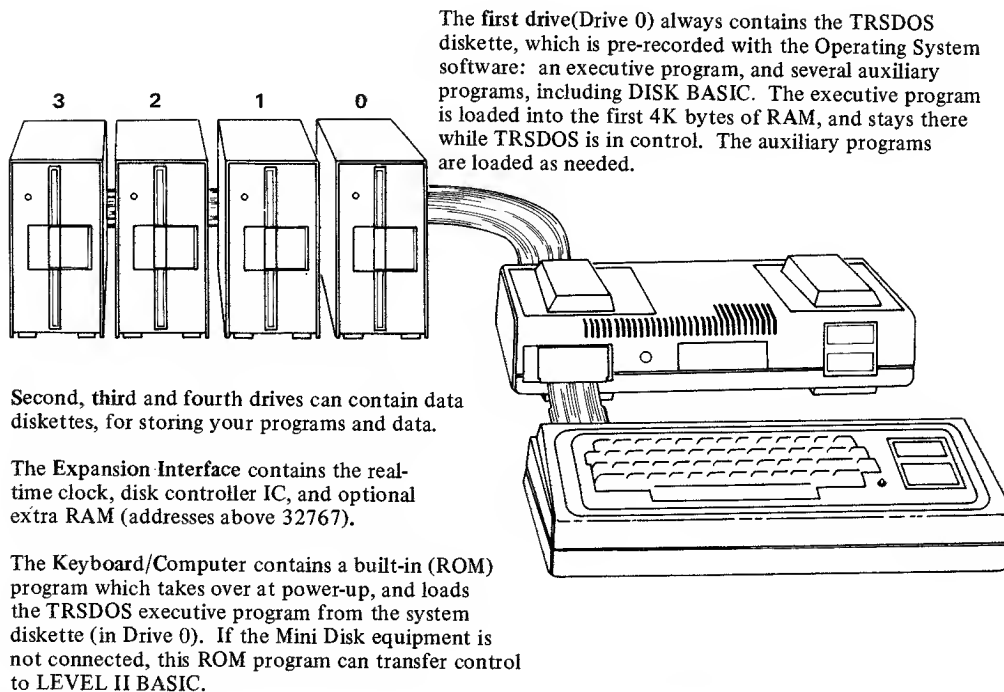 The first drive(Drive 0) always contains the TRSDOS
diskette, which is pre-recorded with the Operating System
software: an executive program, and several auxiliary
programs, including DISK BASIC. The executive program
is loaded into the first 4K bytes of RAM, and stays there
while TRSDOS is in control. The auxiliary programs
are loaded as needed.
3 2 1 0
Second, third and fourth drives can contain data
diskettes, for storing your programs and data.
The Expansion Interface contains the real-
time clock, disk controller IC, and optional
extra RAM (addresses above 32767).
The Keyboard/Computer contains a built-in (ROM)
program which takes over at power-up, and loads
the TRSDOS executive program from the system
diskette (in Drive 0). If the Mini Disk equipment is
not connected, this ROM program can transfer control
to LEVEL II BASIC.